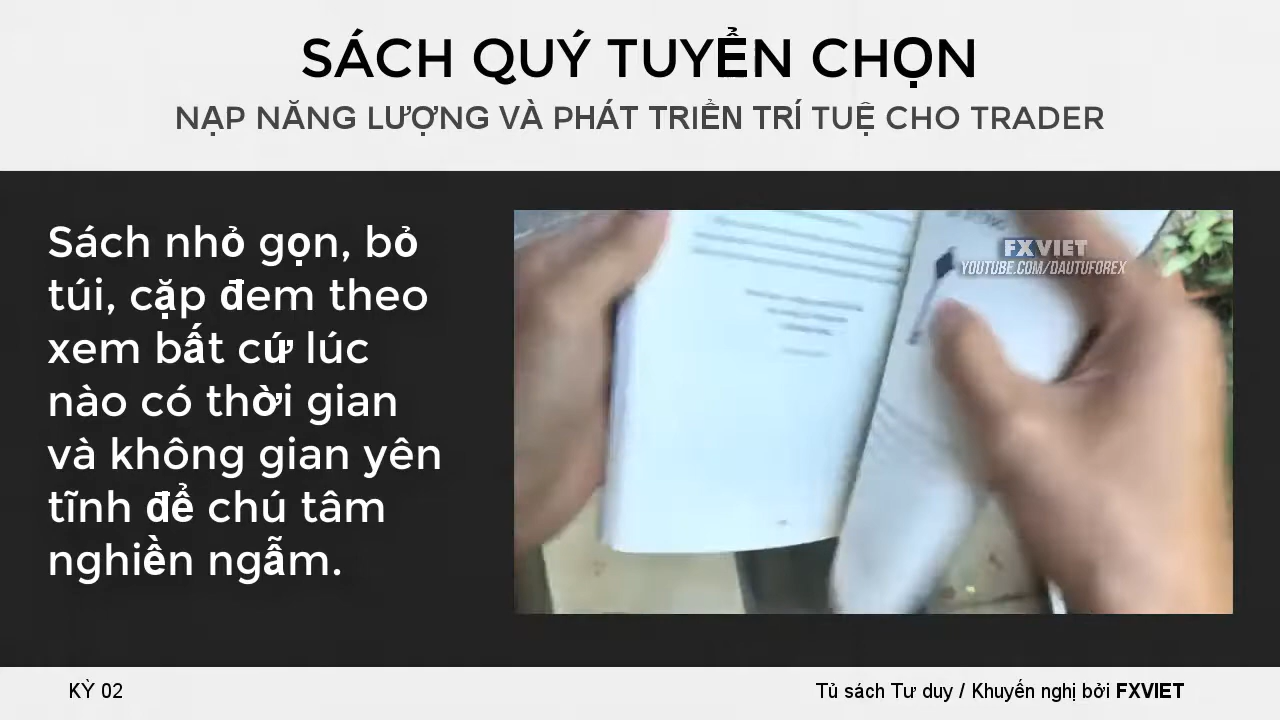 SÁCH QUÝ TUYỂN CHỌN
NẠP NĂNG LƯỢNG VÀ PHÁT TRIỂN TRÍ TUỆ CHO TRADER
Sách nhỏ gọn, bỏ
túi, cặp đem theo
xem bất cứ lúc
nào có thời gian
và không gian yên
tĩnh để chú tâm
nghiền ngẫm.
FXVIET
YOUTUBE.COM/DAUTUFOREX
KỲ 02
Tủ sách Tư duy / Khuyến nghị bởi FXVIET